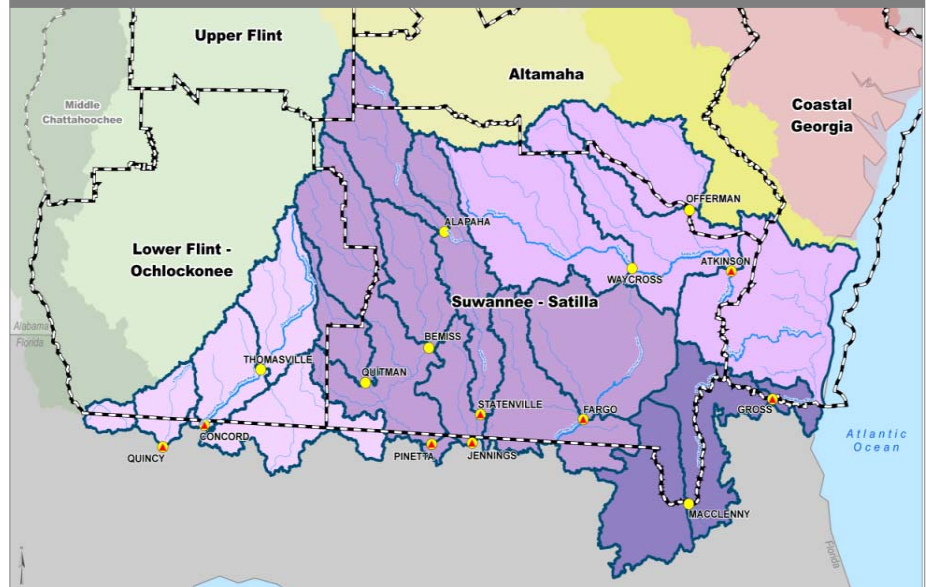 Upper Flint
Altamaha
Middle
Chattahoochee
Coastal
Georgia
OFFERMAN
ALAPAHA
Lower Flint -
Ochlockonee
ATKINSON
WAYCROSS
Suwannee - Satilla
Alabama
Florida
BEMISS
THOMASVILLE
QUITMAN
STATENVILLE
FARGO
GROSS
CONCORD
QUINCY
PINETTA
JENNINGS
Atlantic
Ocean
MACCLENNY
Florida